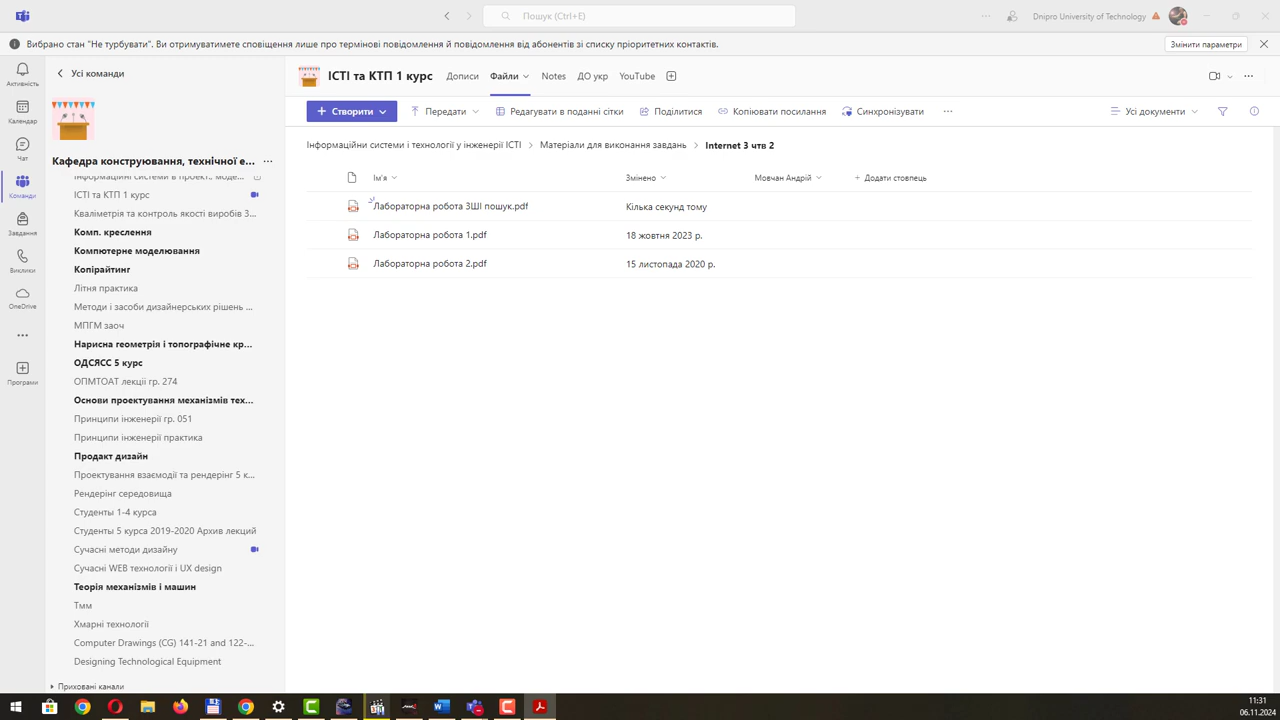 Пошук (Ctrl+E)
Dnipro University of Technology
Вибрано стан "Не турбувати". Ви отримуватимете сповіщення лише про термінові повідомлення й повідомлення від абонентів зі списку пріоритетних контактів.
Змінити параметри
Активність
Календар
Чат
Команди
Завдання
Виклики
OneDrive
Програми
Усі команди
Кафедра конструювання, технічної е...
Інформаційні системи в проект.. моде...
ІСТІ та КТП 1 курс
Кваліметрія та контроль якості виробів 3...
Комп. креслення
Компютерне моделювання
Копірайтинг
Літня практика
Методи і засоби дизайнерських рішень ...
МПГМ заоч
Нарисна геометрія і топографічне кр...
ОДСЯСС 5 курс
ОПМТОАТ лекції гр. 274
Основи проектування механізмів тех...
Принципи інженерії гр. 051
Принципи інженерії практика
Продакт дизайн
Проектування взаємодії та рендерінг 5 к...
Рендерінг середовища
Студенты 1-4 курса
Студенты 5 курса 2019-2020 Архив лекций
Сучасні методи дизайну
Сучасні WEB технології і UX design
Теорія механізмів і машин
Тмм
Хмарні технології
Computer Drawings (CG) 141-21 and 122-...
Designing Technological Equipment
Приховані канали
ІСТІ та КТП 1 курс
Дописи
Файли
Notes
ДО укр
YouTube
Створити
Передати
Редагувати в поданні сітки
Поділитися
Копіювати посилання
Синхронізувати
Усі документи
Інформаційни системи і технології у інженерії ІСТІ > Матеріали для виконання завдань > Internet 3 чтв 2
Ім'я
Змінено
Мовчан Андрій
+ Додати стовпець
Лабораторна робота 3ШІ пошук.pdf
Кілька секунд тому
Лабораторна робота 1.pdf
18 жовтня 2023 р.
Лабораторна робота 2.pdf
15 листопада 2020 р.
11:31
06.11.2024